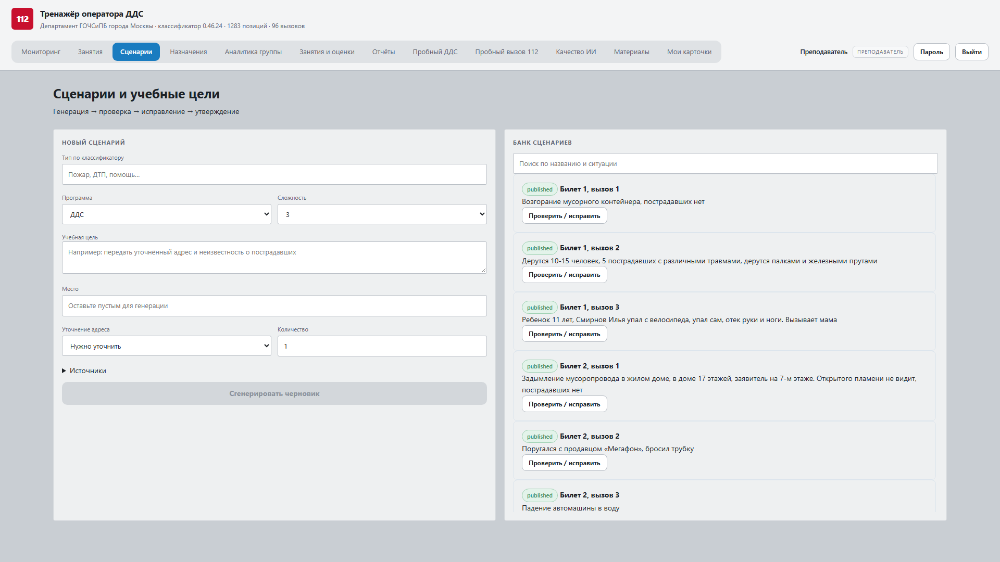 112
Тренажёр оператора ДДС
Департамент ГОЧСиПБ города Москвы · классификатор 0.46.24 · 1283 позиций · 96 вызовов
Мониторинг Занятия Сценарии Назначения Аналитика группы Занятия и оценки Отчёты Пробный ДДС Пробный вызов 112 Качество ИИ Материалы Мои карточки
Преподаватель ПРЕПОДАВАТЕЛЬ Пароль Выйти
Сценарии и учебные цели
Генерация → проверка → исправление → утверждение
НОВЫЙ СЦЕНАРИЙ
Тип по классификатору
Пожар, ДТП, помощь...
Программа Сложность
ДДС 3
Учебная цель
Например: передать уточнённый адрес и неизвестность о пострадавших
Место
Оставьте пустым для генерации
Уточнение адреса Количество
Нужно уточнить 1
Источники
Сгенерировать черновик
БАНК СЦЕНАРИЕВ
Поиск по названию и ситуации
published Билет 1, вызов 1
Возгорание мусорного контейнера, пострадавших нет
Проверить / исправить
published Билет 1, вызов 2
Дерутся 10-15 человек, 5 пострадавших с различными травмами, дерутся палками и железными прутами
Проверить / исправить
published Билет 1, вызов 3
Ребенок 11 лет, Смирнов Илья упал с велосипеда, упал сам, отек руки и ноги. Вызывает мама
Проверить / исправить
published Билет 2, вызов 1
Задымление мусоропровода в жилом доме, в доме 17 этажей, заявитель на 7-м этаже. Открытого пламени не видит,
пострадавших нет
Проверить / исправить
published Билет 2, вызов 2
Поругался с продавцом «Мегафон», бросил трубку
Проверить / исправить
published Билет 2, вызов 3
Падение автомашины в воду